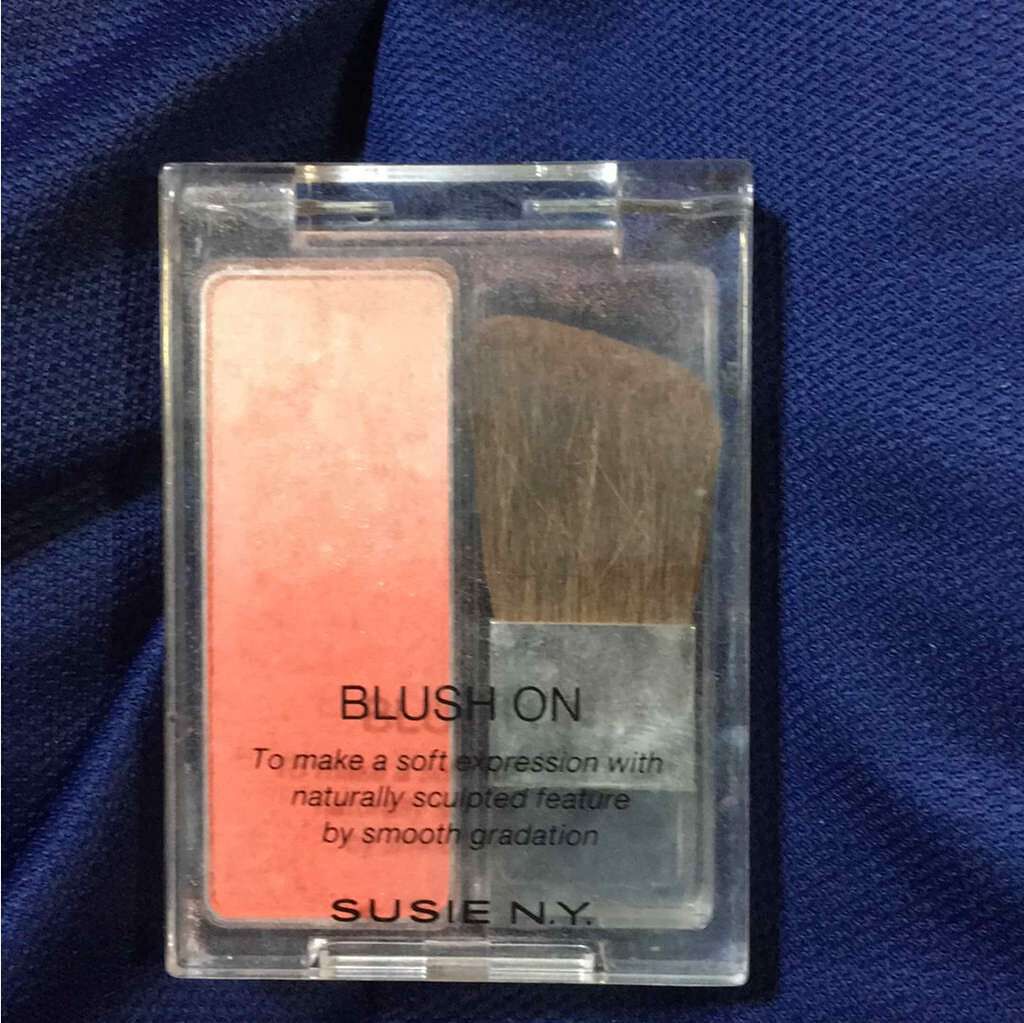 BLUSH ON
To make a soft expression with
naturally sculpted feature
by smooth gradation
SUSIE N.Y.